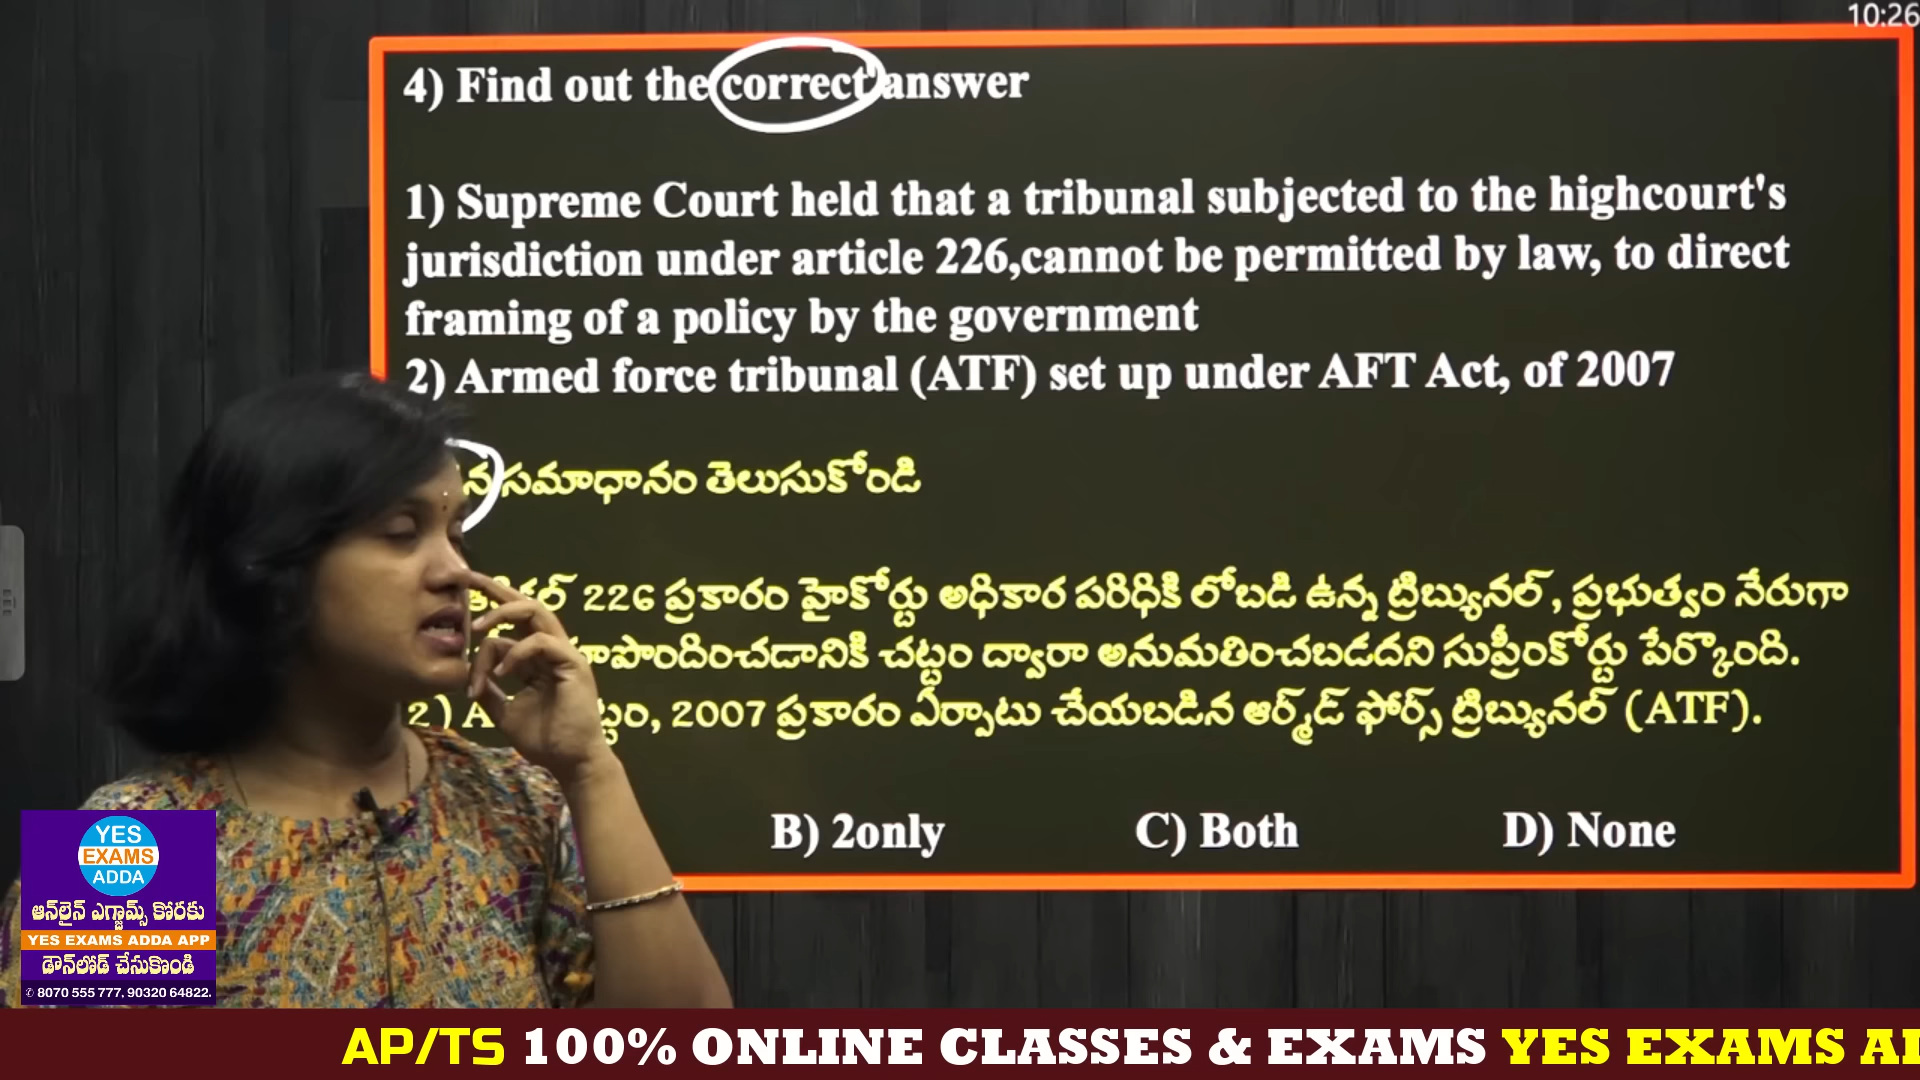 10:26
4) Find out the correct answer
1) Supreme Court held that a tribunal subjected to the highcourt's
jurisdiction under article 226,cannot be permitted by law, to direct
framing of a policy by the government
2) Armed force tribunal (ATF) set up under AFT Act, of 2007
న సమాధానం తెలుసుకోండి
226 ప్రకారం హైకోర్టు అధికార పరిధికి లోబడి ఉన్న ట్రిబ్యునల్, ప్రభుత్వం నేరుగా
చట్టం ద్వారా అనుమతించబడదని సుప్రీంకోర్టు పేర్కొంది.
2) A 2007 ప్రకారం ఏర్పాటు చేయబడిన ఆర్మ్డ్ ఫోర్స్ ట్రిబ్యునల్ (ATF).
B) 2only C) Both D) None
YES
EXAMS
ADDA
ఆన్‌లైన్ ఎగ్జామ్స్ కొరకు
YES EXAMS ADDA APP
డౌన్‌లోడ్ చేసుకొండి
✆ 8070 555 777, 90320 64822.
AP/TS 100% ONLINE CLASSES & EXAMS YES EXAMS